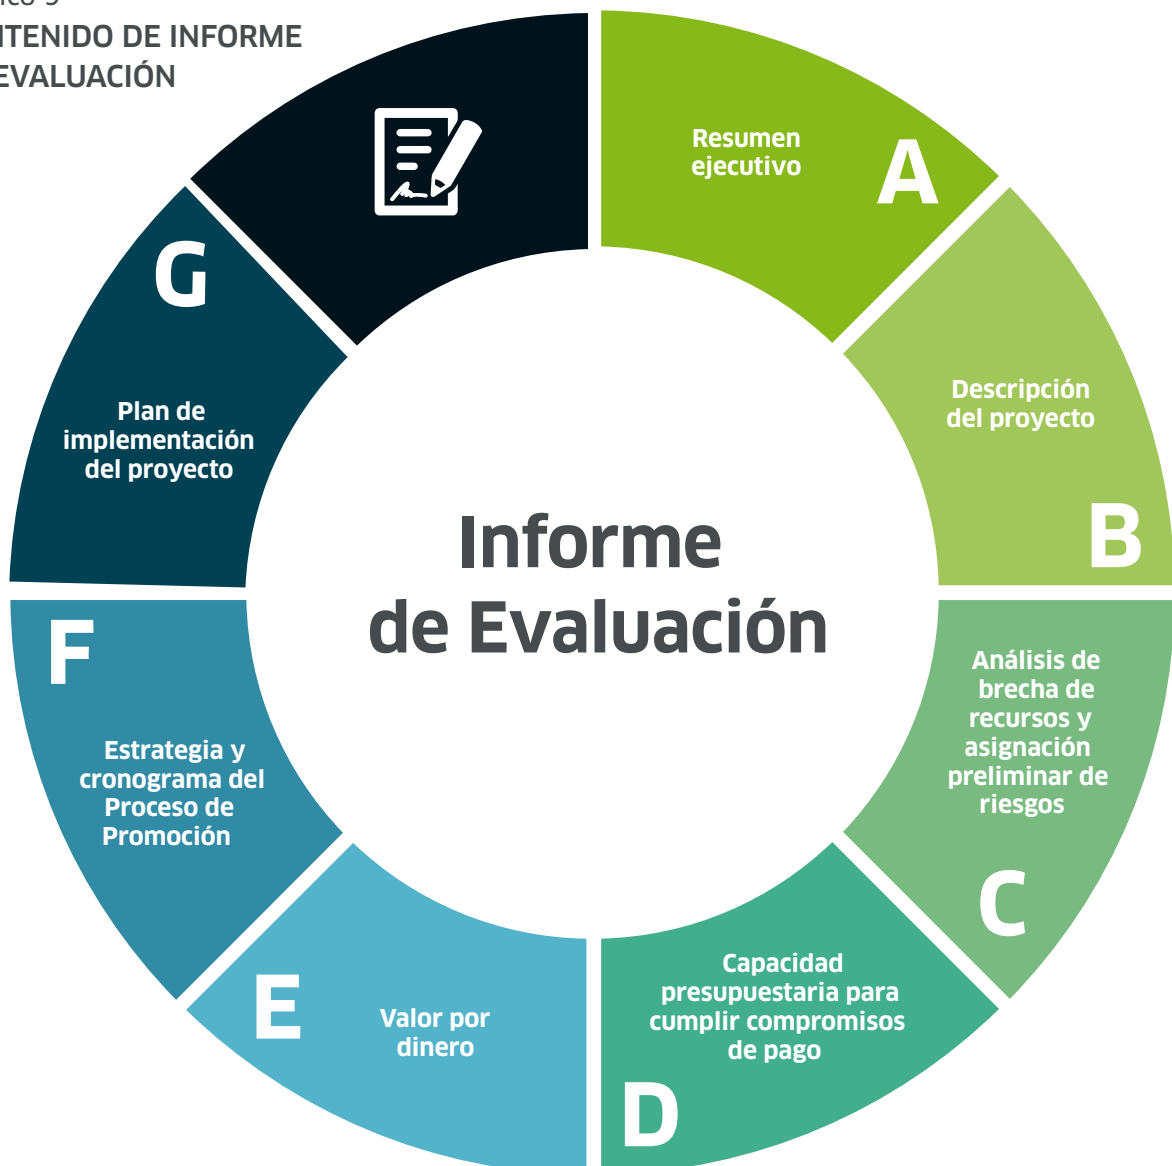 NTENIDO DE INFORME
EVALUACIÓN
A
Resumen
ejecutivo
B
Descripción
del proyecto
C
Análisis de
brecha de
recursos y
asignación
preliminar de
riesgos
D
Capacidad
presupuestaria para
cumplir compromisos
de pago
E
Valor por
dinero
F
Estrategia y
cronograma del
Proceso de
Promoción
G
Plan de
implementación
del proyecto
Informe
de Evaluación